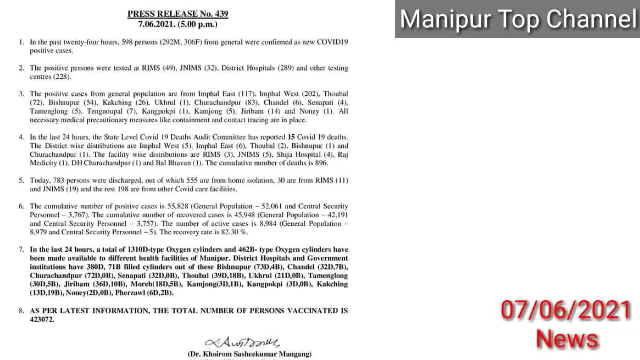 PRESS RELEASE No. 439
7.06.2021. (5.00 p.m.)
1. In the past twenty-four hours, 598 persons (292M, 306F) from general were confirmed as new COVID19
positive cases.
2. The positive persons were tested at RIMS (49), JNIMS (32), District Hospitals (289) and other testing
centres (228).
3. The positive cases from general population are from Imphal East (117), Imphal West (202), Thoubal
(72), Bishnupur (54), Kakching (26), Ukhrul (1), Churachandpur (83), Chandel (6), Senapati (4),
Tamenglong (5), Tengnoupal (7), Kangpokpi (1), Kamjong (5), Jiribam (14) and Noney (1). All
necessary medical precautionary measures like containment and contact tracing are in place.
4. In the last 24 hours, the State Level Covid 19 Deaths Audit Committee has reported 15 Covid 19 deaths.
The District wise distributions are Imphal West (5), Imphal East (6), Thoubal (2), Bishnupur (1) and
Churachandpur (1). The facility wise distributions are RIMS (3), JNIMS (5), Shija Hospital (4), Raj
Medicity (1), DH Churachandpur (1) and Bal Bhavan (1). The cumulative number of deaths is 896.
5. Today, 783 persons were discharged, out of which 555 are from home isolation, 30 are from RIMS (11)
and JNIMS (19) and the rest 198 are from other Covid care facilities.
6. The cumulative number of positive cases is 55,828 (General Population – 52,061 and Central Security
Personnel – 3,767). The cumulative number of recovered cases is 45,948 (General Population – 42,191
and Central Security Personnel – 3,757). The number of active cases is 8,984 (General Population –
8,979 and Central Security Personnel – 5). The recovery rate is 82.30 %.
7. In the last 24 hours, a total of 1310D-type Oxygen cylinders and 462B- type Oxygen cylinders have
been made available to different health facilities of Manipur. District Hospitals and Government
institutions have 380D, 71B filled cylinders out of these Bishnupur (73D,4B), Chandel (32D,7B),
Churachandpur (72D,0B), Senapati (32D,0B), Thoubal (39D,18B), Ukhrul (21D,0B), Tamenglong
(30D,5B), Jiribam (36D,10B), Moreh(18D,5B), Kamjong(3D,1B), Kangpokpi (3D,0B), Kakching
(13D,19B), Noney(2D,0B), Pherzawl (6D,2B).
8. AS PER LATEST INFORMATION, THE TOTAL NUMBER OF PERSONS VACCINATED IS
423072.
(Dr. Khoirom Sasheekumar Mangang)
Manipur Top Channel
07/06/2021
News